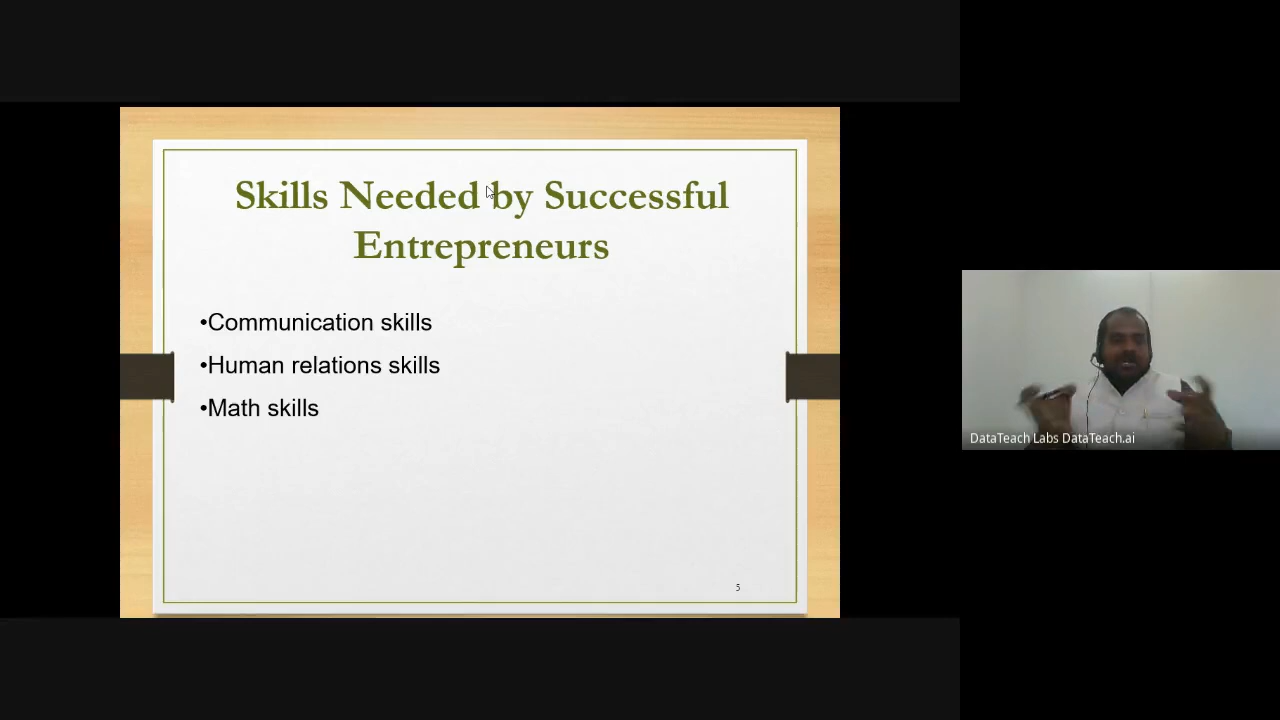 Skills Needed by Successful
Entrepreneurs
•Communication skills
•Human relations skills
•Math skills
5
DataTeach Labs DataTeach.ai